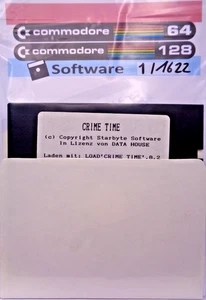 commodore 64
commodore 128
Software 1/1622
CRIME TIME
(c) Copyright Starbyte Software
In Lizenz von DATA HOUSE
Laden mit: LOAD"CRIME TIME",8,2